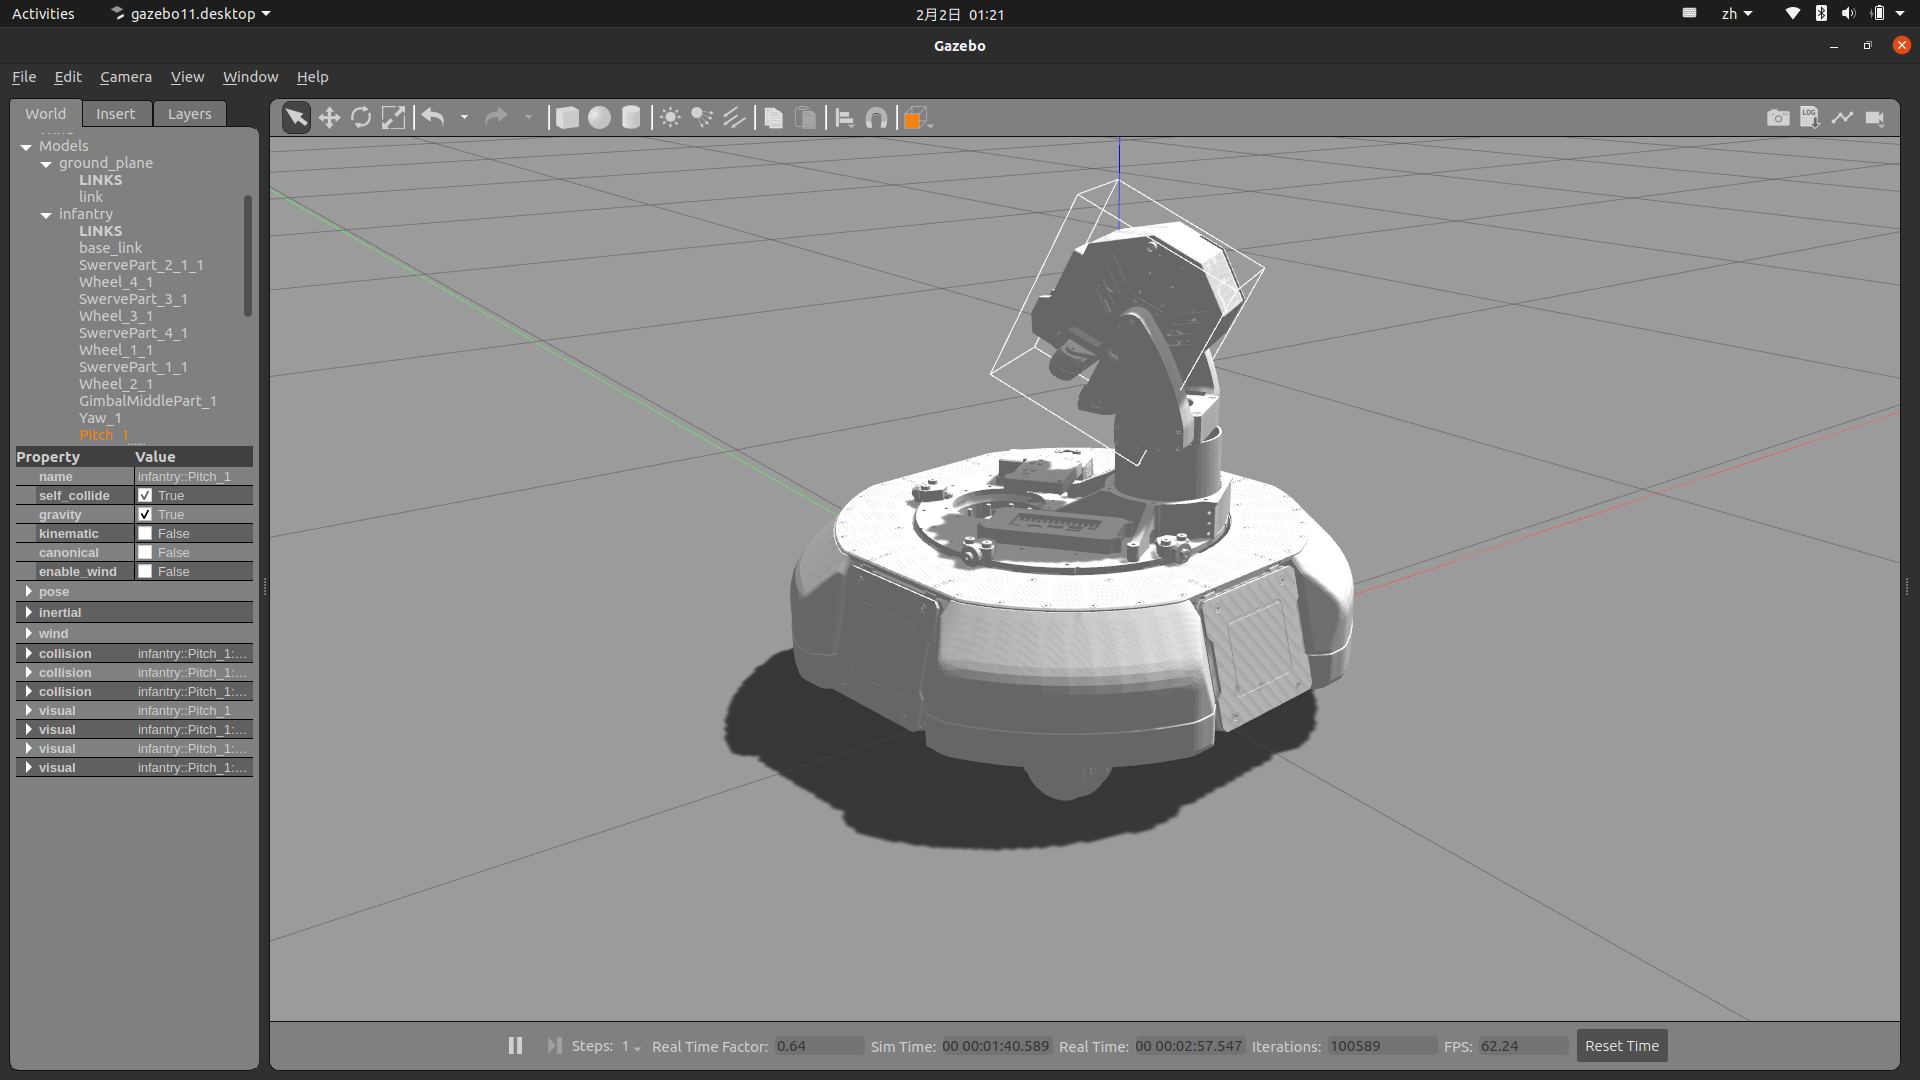 Activities gazebo11.desktop 2月2日 01:21 zh
Gazebo
File Edit Camera View Window Help
World Insert Layers
Models
ground_plane
LINKS
link
infantry
LINKS
base_link
SwervePart_2_1_1
Wheel_4_1
SwervePart_3_1
Wheel_3_1
SwervePart_4_1
Wheel_1_1
SwervePart_1_1
Wheel_2_1
GimbalMiddlePart_1
Yaw_1
Pitch_1
Property Value
name infantry::Pitch_1
self_collide True
gravity True
kinematic False
canonical False
enable_wind False
pose
inertial
wind
collision infantry::Pitch_1:...
collision infantry::Pitch_1:...
collision infantry::Pitch_1:...
visual infantry::Pitch_1
visual infantry::Pitch_1:...
visual infantry::Pitch_1:...
visual infantry::Pitch_1:...
LOG
Steps: 1 Real Time Factor: 0.64 Sim Time: 00 00:01:40.589 Real Time: 00 00:02:57.547 Iterations: 100589 FPS: 62.24 Reset Time